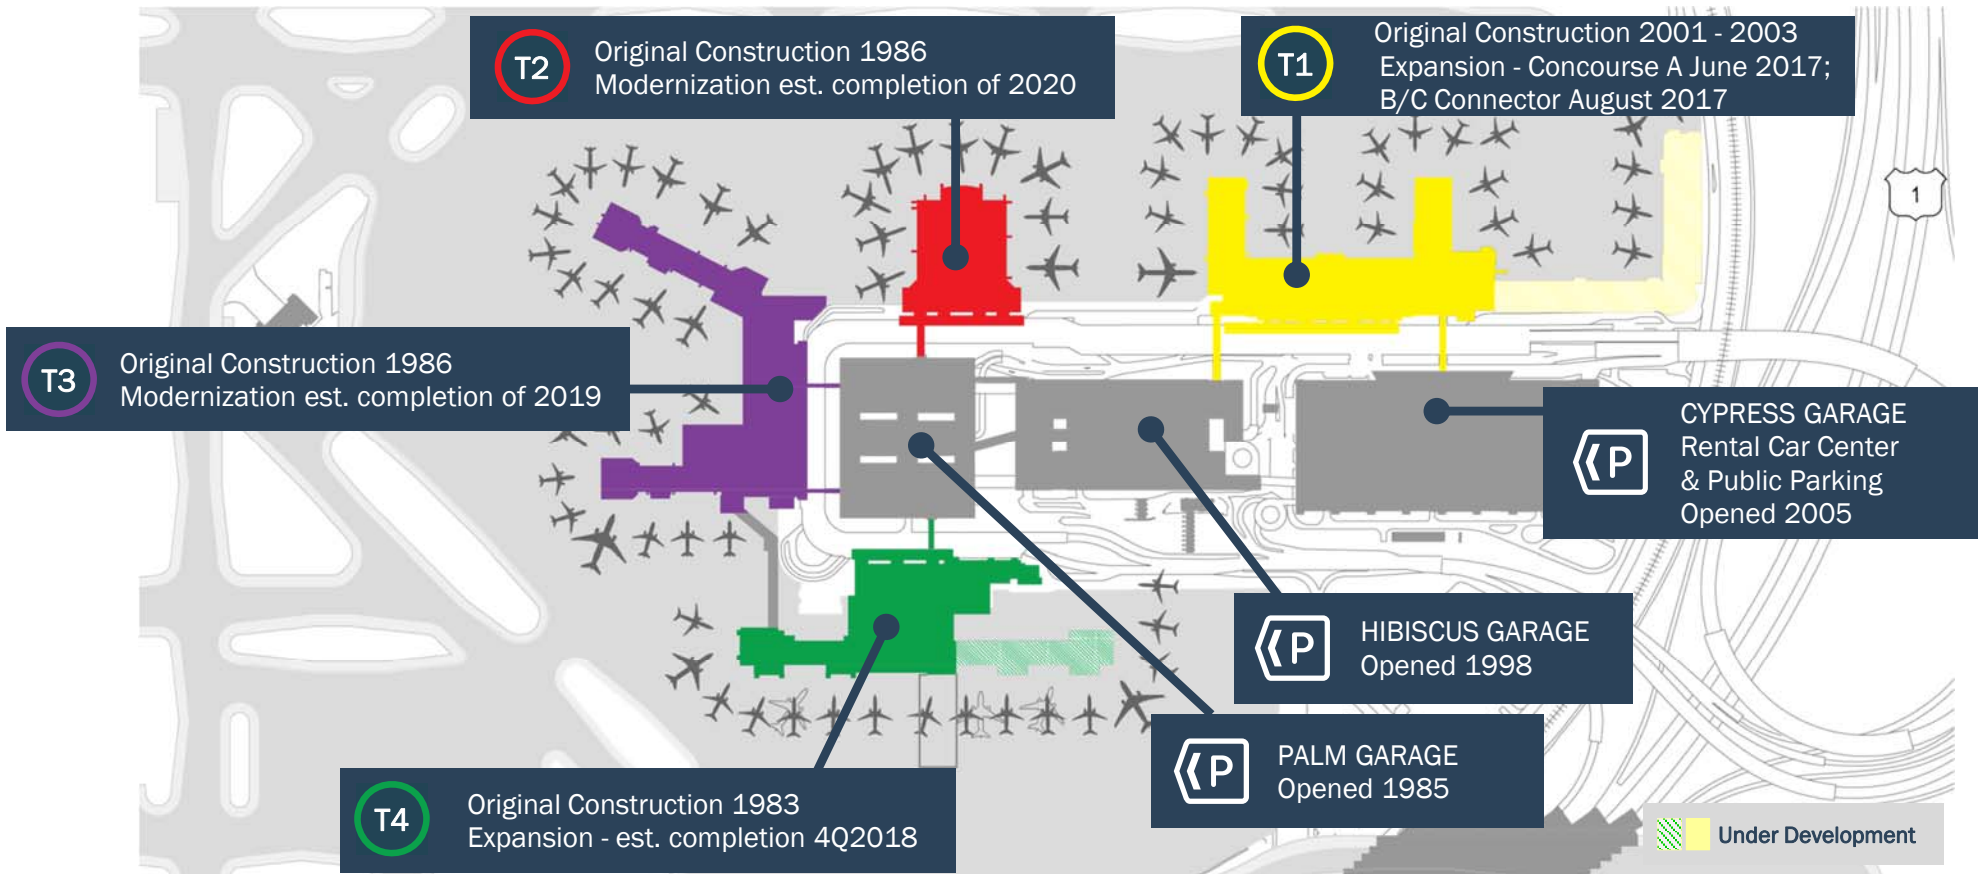 T2
Original Construction 1986
Modernization est. completion of 2020
T1
Original Construction 2001 - 2003
Expansion - Concourse A June 2017;
B/C Connector August 2017
1
T3
Original Construction 1986
Modernization est. completion of 2019
P
CYPRESS GARAGE
Rental Car Center
& Public Parking
Opened 2005
P
HIBISCUS GARAGE
Opened 1998
P
PALM GARAGE
Opened 1985
T4
Original Construction 1983
Expansion - est. completion 4Q2018
Under Development